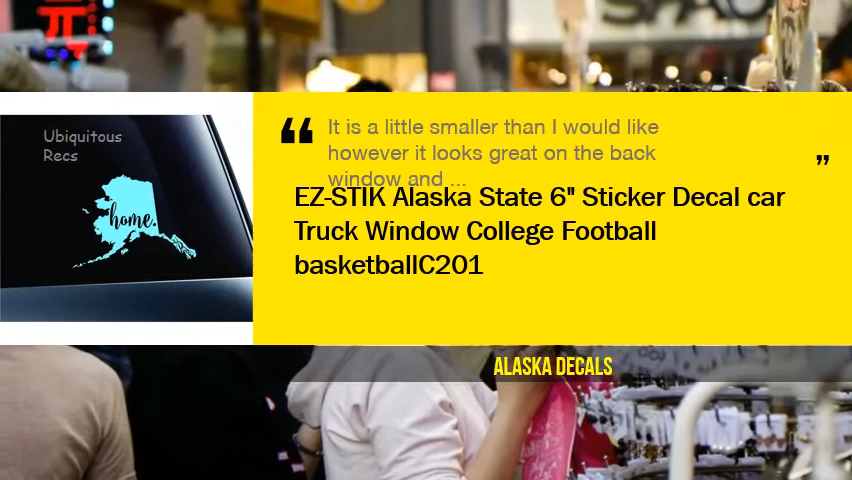 元
Ubiquitous
Recs
home.
“
It is a little smaller than I would like
however it looks great on the back
window and ...
”
EZ-STIK Alaska State 6" Sticker Decal car
Truck Window College Football
basketballC201
ALASKA DECALS